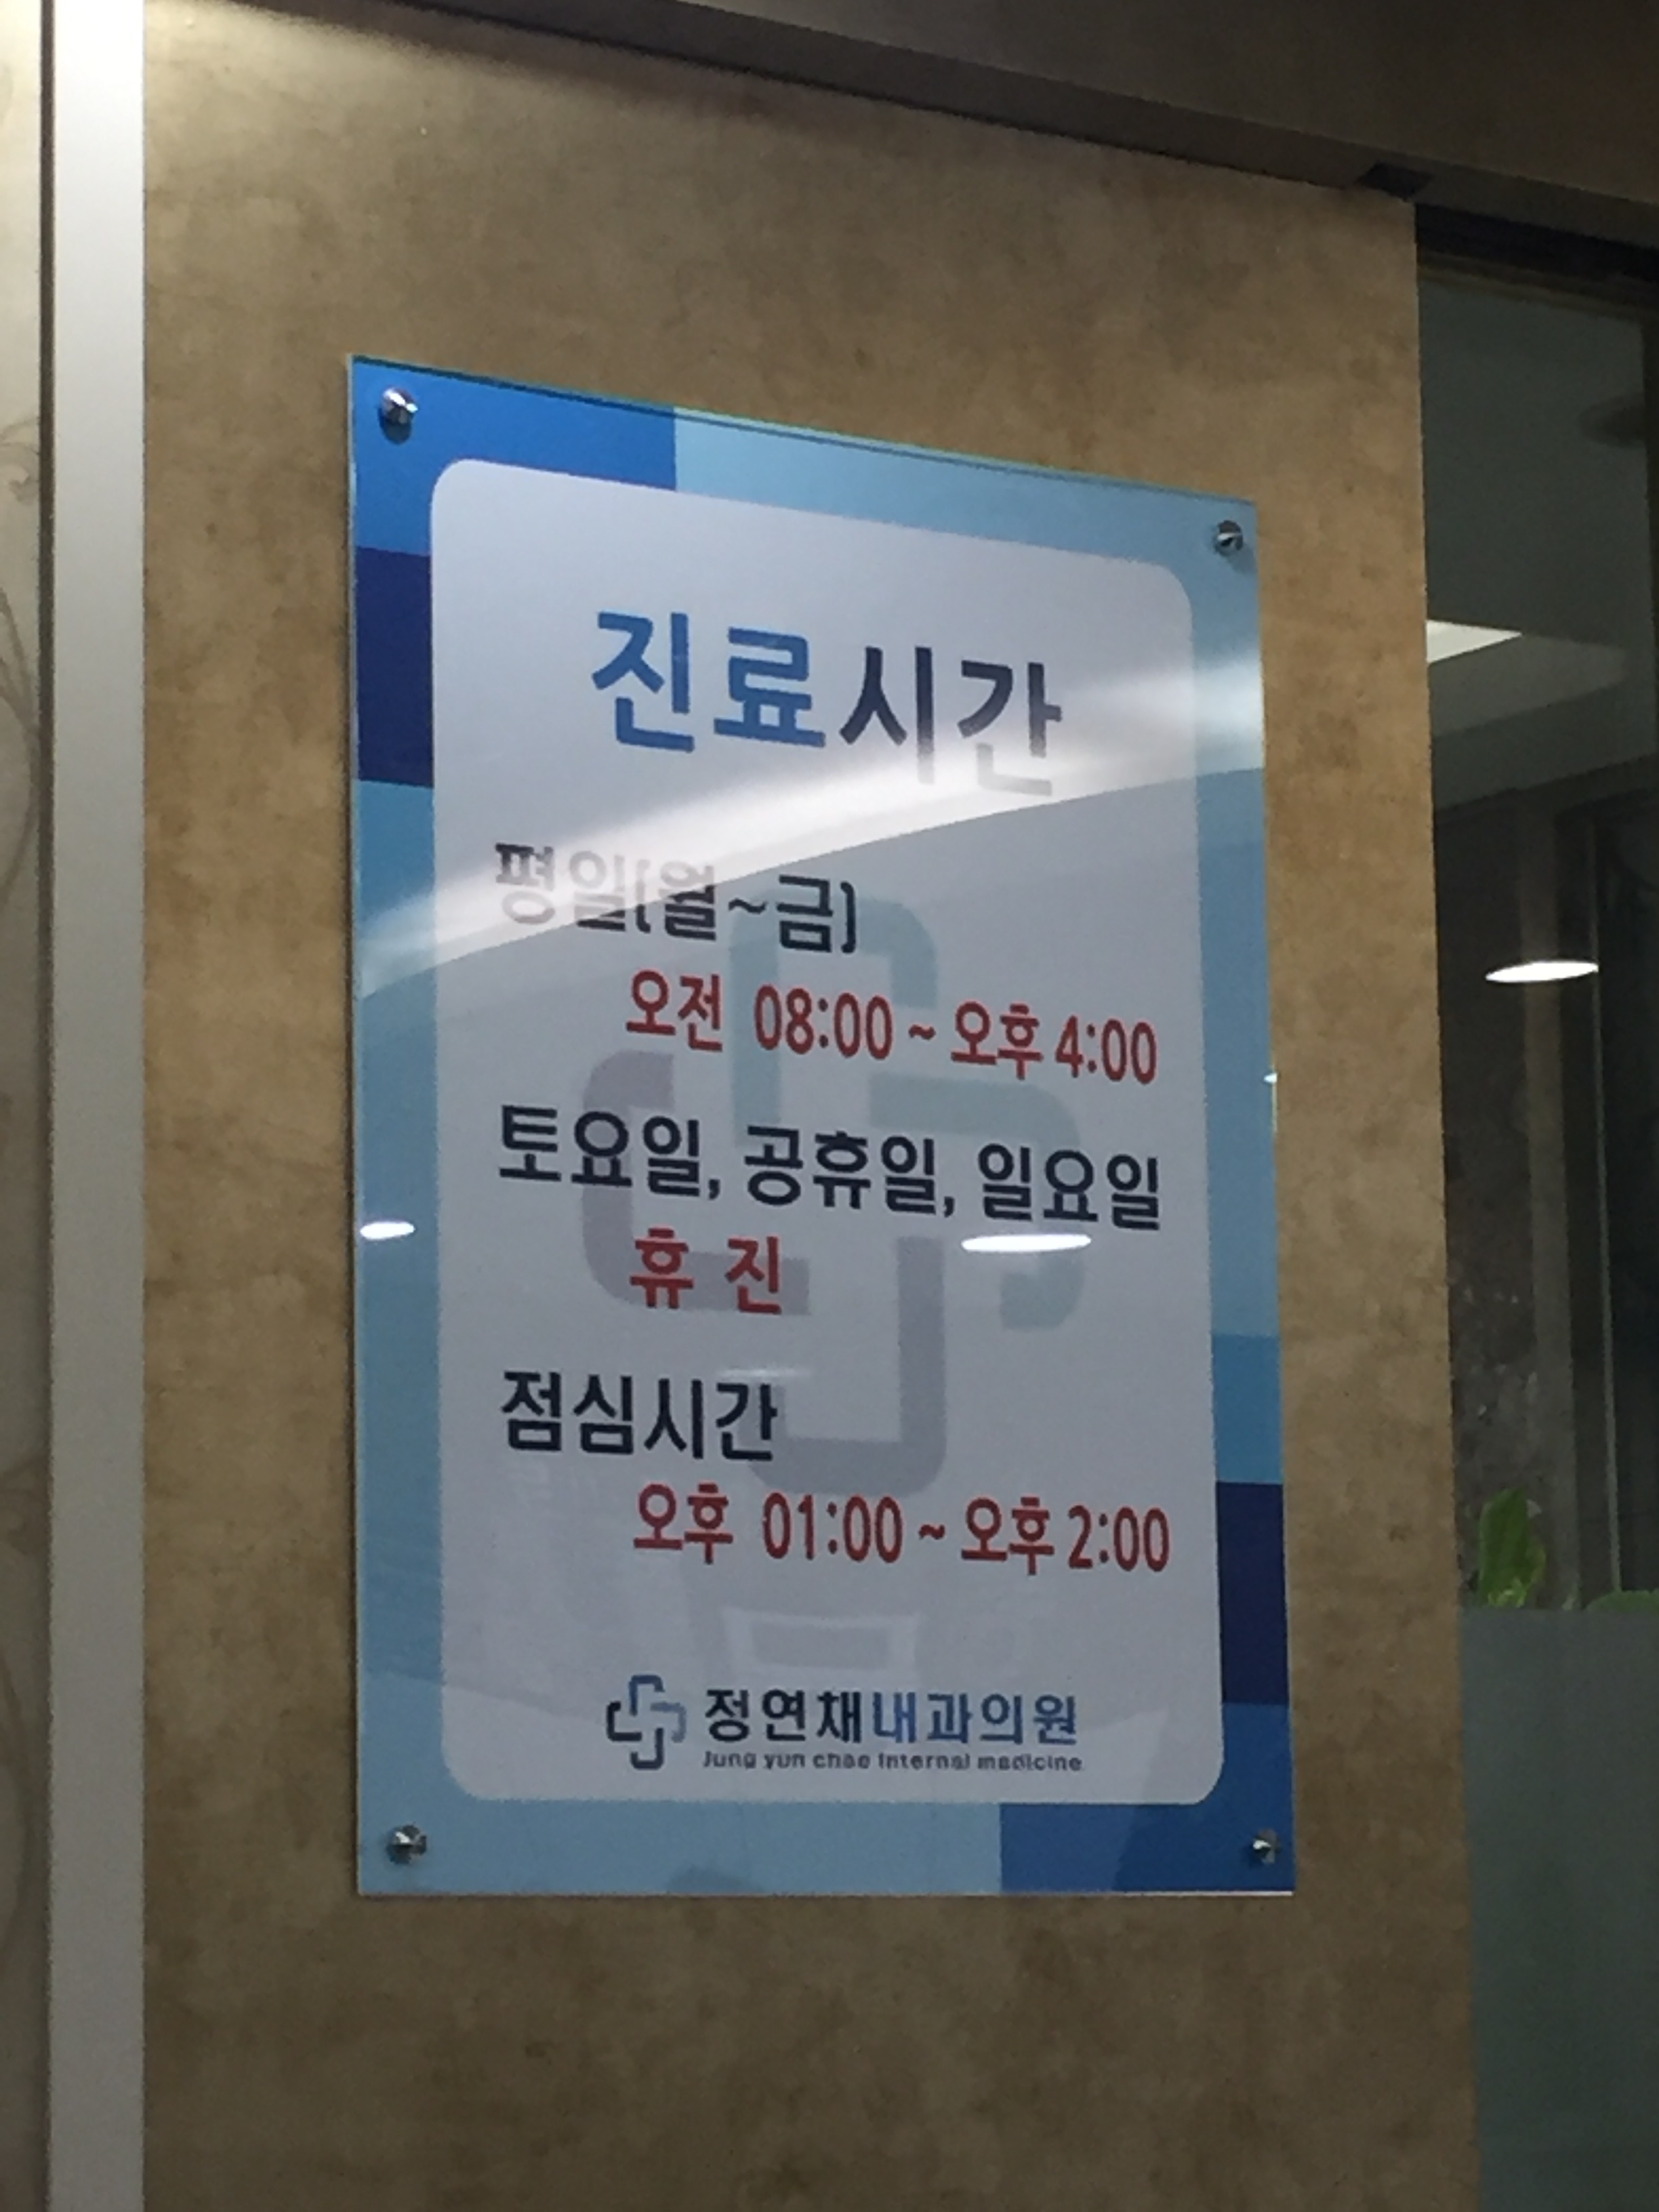 진료시간
평일(월~금)
오전 08:00 ~ 오후 4:00
토요일, 공휴일, 일요일
휴 진
점심시간
오후 01:00 ~ 오후 2:00
정연채내과의원
Jung yun chae internal medicine